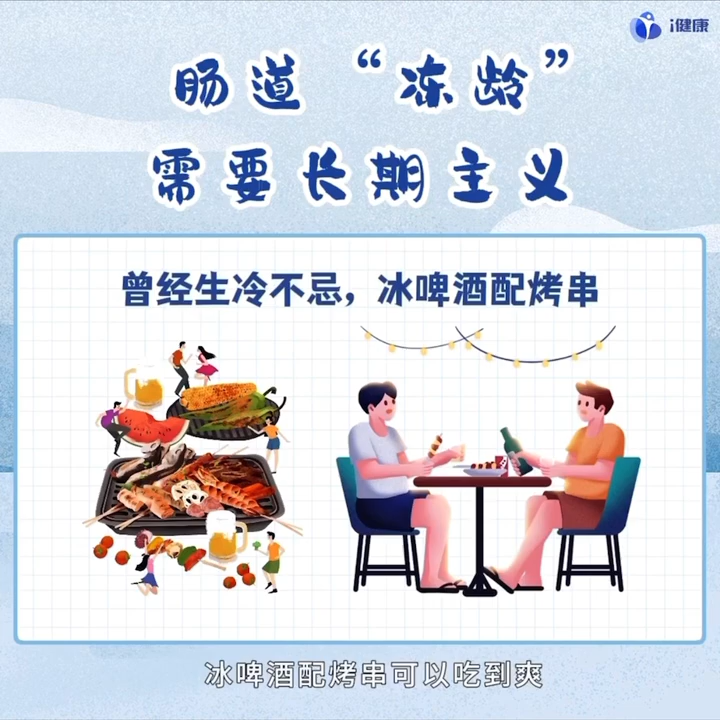 i健康
肠道“冻龄”
需要长期主义
曾经生冷不忌，冰啤酒配烤串
冰啤酒配烤串可以吃到爽